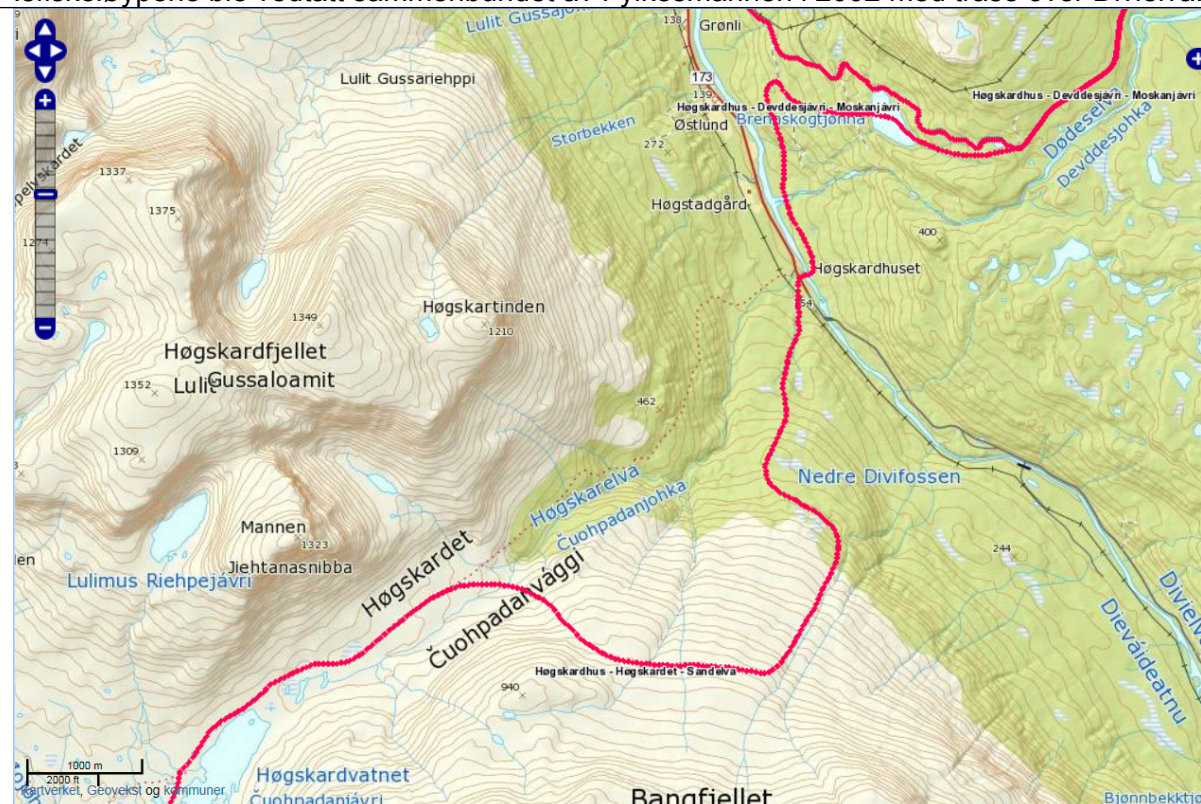 Lulit Gussajo
138
Grønli
Lulit Gussariehppi
173
139
Høgskardhus - Devddesjávri - Moskanjávri
Høgskardhus - Devddesjávri - Moskanjávri
Østlund
Brennskogtjønna
Storbekken
272
Dødeselva
Devddesjohka
1337
1375
Høgstadgård
1274
400
Høgskardhuset
Høgskartinden
1349
1210
Høgskardfjellet
Lulit
Gussaloamit
1352
462
1309
Nedre Divifossen
Høgskarelva
Čuohpadanjohka
Mannen
1323
Jiehtanasnibba
244
Lulimus Riehpejávri
Høgskardet
Čuohpadanvággi
Dieváideatnu
Høgskardhus - Høgskardet - Sandelva
940
1000 m
2000 ft
Kartverket, Geovekst og kommuner
Høgskardvatnet
Čuohpadanjávri
Bangfjellet